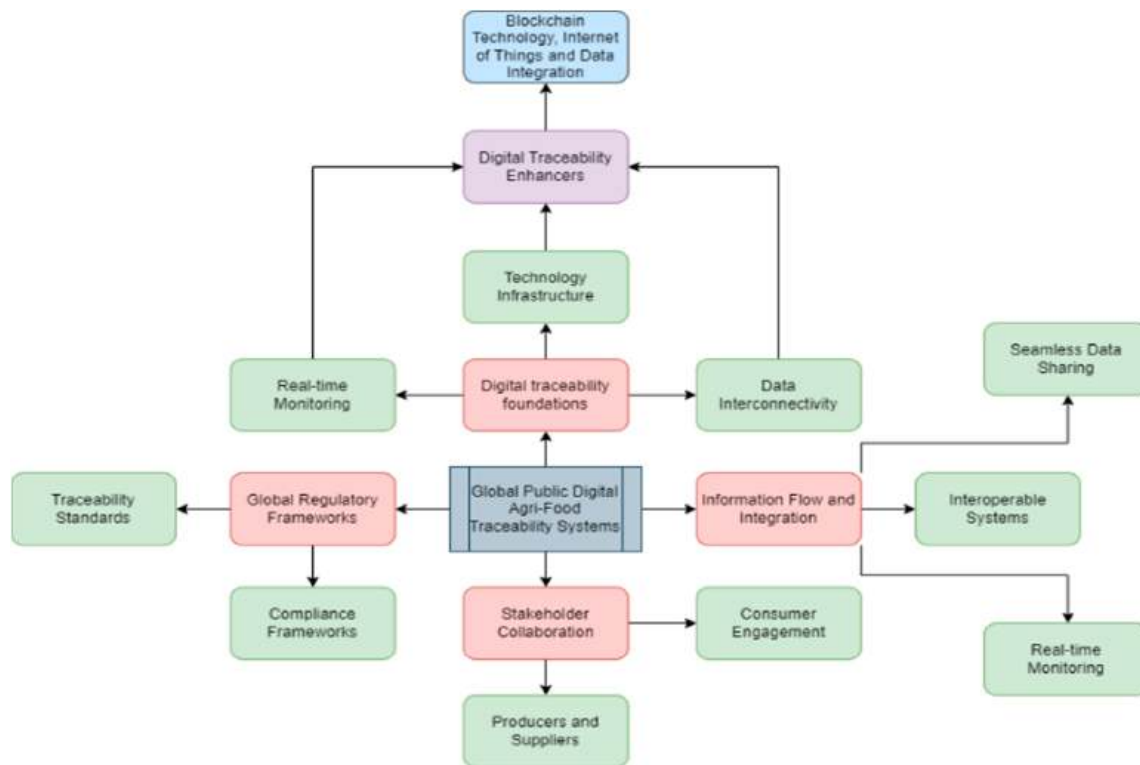 Blockchain
Technology, Internet
of Things and Data
Integration
Digital Traceability
Enhancers
Technology
Infrastructure
Seamless Data
Sharing
Real-time
Monitoring
Digital traceability
foundations
Data
Interconnectivity
Traceability
Standards
Global Regulatory
Frameworks
Global Public Digital
Agri-Food
Traceability Systems
Information Flow and
Integration
Interoperable
Systems
Compliance
Frameworks
Stakeholder
Collaboration
Consumer
Engagement
Real-time
Monitoring
Producers and
Suppliers